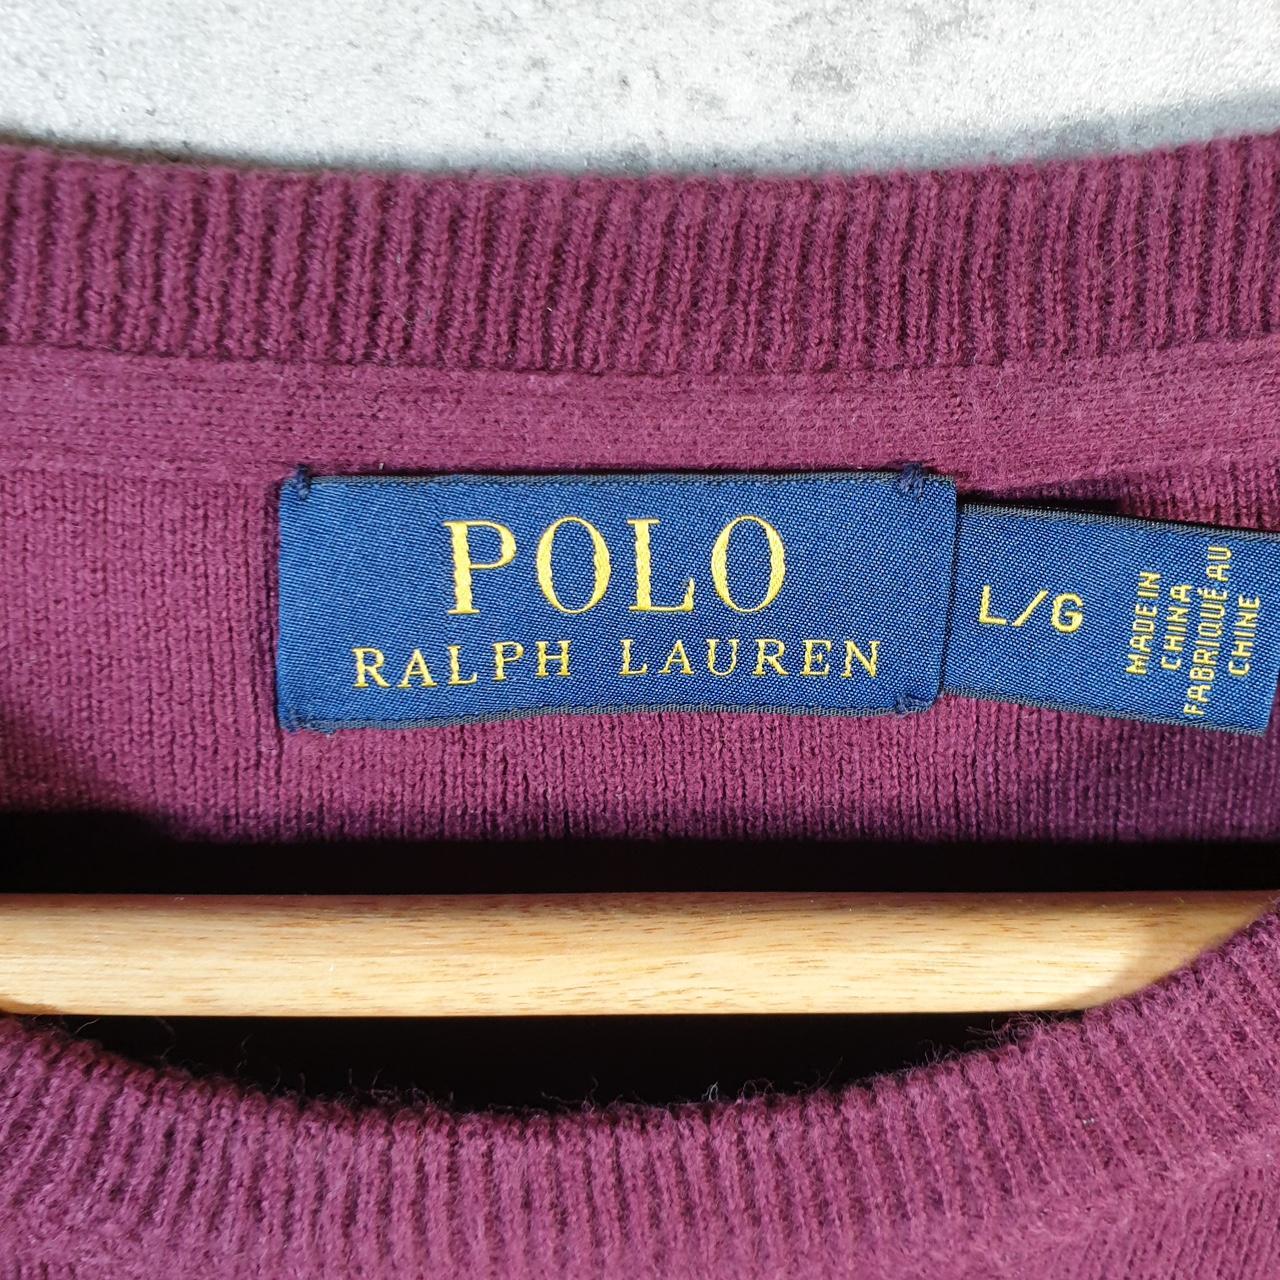 POLO
RALPH LAUREN
L/G
MADE IN
CHINA
FABRIQUÉ AU
CHINE